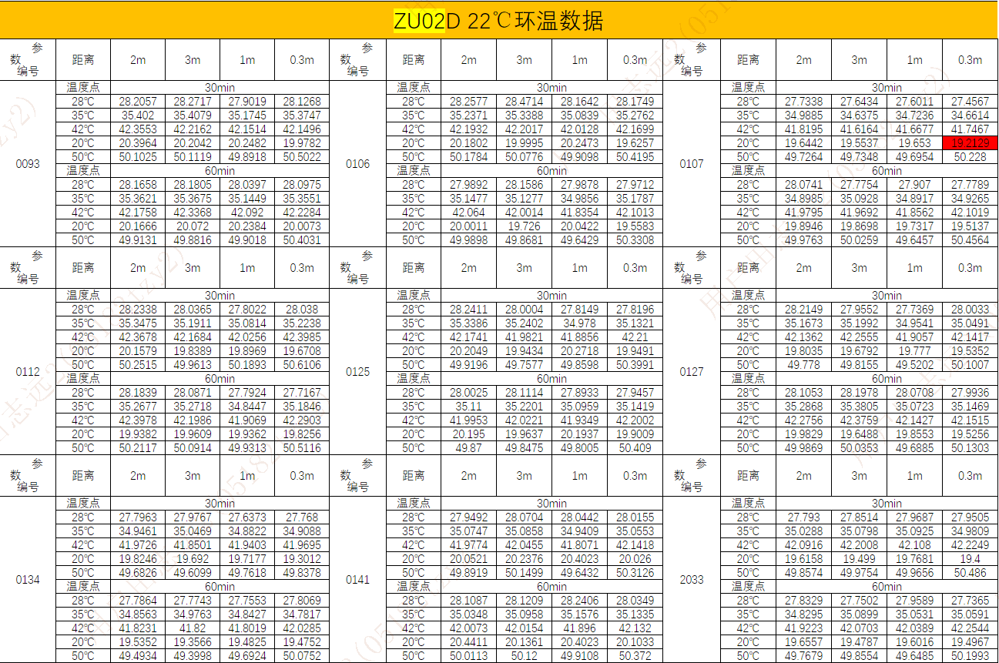 ZU02D 22℃环温数据
参 数 编号 距离 2m 3m 1m 0.3m 参 数 编号 距离 2m 3m 1m 0.3m 参 数 编号 距离 2m 3m 1m 0.3m
温度点 30min 温度点 30min 温度点 30min
28℃ 28.2057 28.2717 27.9019 28.1268 28℃ 28.2577 28.4714 28.1642 28.1749 28℃ 27.7338 27.6434 27.6011 27.4567
35℃ 35.402 35.4079 35.1745 35.3747 35℃ 35.2371 35.3388 35.0839 35.2762 35℃ 34.9885 34.6375 34.7236 34.6614
42℃ 42.3553 42.2162 42.1514 42.1496 42℃ 42.1932 42.2017 42.0128 42.1699 42℃ 41.8195 41.6164 41.6677 41.7467
20℃ 20.3964 20.2042 20.2482 19.9782 20℃ 20.1802 19.9995 20.2473 19.6257 20℃ 19.6442 19.5537 19.653 19.2129
50℃ 50.1025 50.1119 49.8918 50.5022 50℃ 50.1784 50.0776 49.9098 50.4195 50℃ 49.7264 49.7348 49.6954 50.228
0093 0106 0107
温度点 60min 温度点 60min 温度点 60min
28℃ 28.1658 28.1805 28.0397 28.0975 28℃ 27.9892 28.1586 27.9878 27.9712 28℃ 28.0741 27.7754 27.907 27.7789
35℃ 35.3621 35.3675 35.1449 35.3551 35℃ 35.1477 35.1277 34.9856 35.1787 35℃ 34.8985 35.0928 34.8917 34.9265
42℃ 42.1758 42.3368 42.092 42.2284 42℃ 42.064 42.0014 41.8354 42.1013 42℃ 41.9795 41.9692 41.8562 42.1019
20℃ 20.1666 20.072 20.2384 20.0073 20℃ 20.0011 19.726 20.0422 19.5583 20℃ 19.8946 19.8698 19.7317 19.5137
50℃ 49.9131 49.8816 49.9018 50.4031 50℃ 49.9898 49.8681 49.6429 50.3308 50℃ 49.9763 50.0259 49.6457 50.4564
参 数 编号 距离 2m 3m 1m 0.3m 参 数 编号 距离 2m 3m 1m 0.3m 参 数 编号 距离 2m 3m 1m 0.3m
温度点 30min 温度点 30min 温度点 30min
28℃ 28.2338 28.0365 27.8022 28.038 28℃ 28.2411 28.0004 27.8149 27.8196 28℃ 28.2149 27.9552 27.7369 28.0033
35℃ 35.3475 35.1911 35.0814 35.2238 35℃ 35.3386 35.2402 34.978 35.1321 35℃ 35.1673 35.1992 34.9541 35.0491
42℃ 42.3678 42.1684 42.0256 42.3985 42℃ 42.1741 41.9821 41.8856 42.21 42℃ 42.1362 42.2555 41.9057 42.1417
20℃ 20.1579 19.8389 19.8969 19.6708 20℃ 20.2049 19.9434 20.2718 19.9491 20℃ 19.8035 19.6792 19.777 19.5352
50℃ 50.2515 49.9613 50.1893 50.6106 50℃ 49.9196 49.7577 49.8598 50.3991 50℃ 49.778 49.8155 49.5202 50.1007
0112 0125 0127
温度点 60min 温度点 60min 温度点 60min
28℃ 28.1839 28.0871 27.7924 27.7167 28℃ 28.0025 28.1114 27.8933 27.9457 28℃ 28.1053 28.1978 28.0708 27.9936
35℃ 35.2677 35.2718 34.8447 35.1846 35℃ 35.11 35.2201 35.0959 35.1419 35℃ 35.2868 35.3805 35.0723 35.1469
42℃ 42.3978 42.1986 41.9069 42.2903 42℃ 41.9953 42.0221 41.9349 42.2002 42℃ 42.2756 42.3759 42.1427 42.1515
20℃ 19.9382 19.9609 19.9362 19.8256 20℃ 20.195 19.9637 20.1937 19.9009 20℃ 19.9829 19.6488 19.8553 19.5256
50℃ 50.2117 50.0914 49.9313 50.5116 50℃ 49.87 49.8475 49.8005 50.409 50℃ 49.9869 50.0353 49.6885 50.1303
参 数 编号 距离 2m 3m 1m 0.3m 参 数 编号 距离 2m 3m 1m 0.3m 参 数 编号 距离 2m 3m 1m 0.3m
温度点 30min 温度点 30min 温度点 30min
28℃ 27.7963 27.9767 27.6373 27.768 28℃ 27.9492 28.0704 28.0442 28.0155 28℃ 27.793 27.8514 27.9687 27.9505
35℃ 34.9461 35.0469 34.8822 34.9088 35℃ 35.0747 35.0858 34.9409 35.0553 35℃ 35.0288 35.0798 35.0925 34.9809
42℃ 41.9726 41.8501 41.9403 41.9695 42℃ 41.9774 42.0455 41.8071 42.1418 42℃ 42.0916 42.2008 42.108 42.2249
20℃ 19.8246 19.692 19.7177 19.3012 20℃ 20.0521 20.2376 20.4023 20.026 20℃ 19.6158 19.499 19.7681 19.4
50℃ 49.6826 49.6099 49.7618 49.8378 50℃ 49.8919 50.1499 49.6432 50.3126 50℃ 49.8574 49.9754 49.9656 50.486
0134 0141 2033
温度点 60min 温度点 60min 温度点 60min
28℃ 27.7864 27.7743 27.7553 27.8069 28℃ 28.1087 28.1209 28.2406 28.0349 28℃ 27.8329 27.7502 27.9589 27.7365
35℃ 34.8563 34.9763 34.8427 34.7817 35℃ 35.0348 35.0958 35.1576 35.1335 35℃ 34.8295 35.0899 35.0531 35.0591
42℃ 41.8231 41.82 41.8019 42.0285 42℃ 42.0073 42.0154 41.896 42.132 42℃ 41.9223 42.0703 42.0389 42.2544
20℃ 19.5352 19.3566 19.4825 19.4752 20℃ 20.4411 20.1361 20.4023 20.1033 20℃ 19.6557 19.4787 19.6016 19.4967
50℃ 49.4934 49.3998 49.6924 50.0752 50℃ 50.0113 50.12 49.9108 50.372 50℃ 49.7679 49.8554 49.6485 50.1993